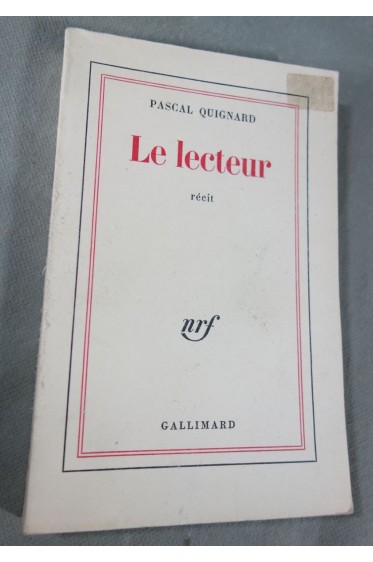 PASCAL QUIGNARD
Le lecteur
récit
nrf
GALLIMARD